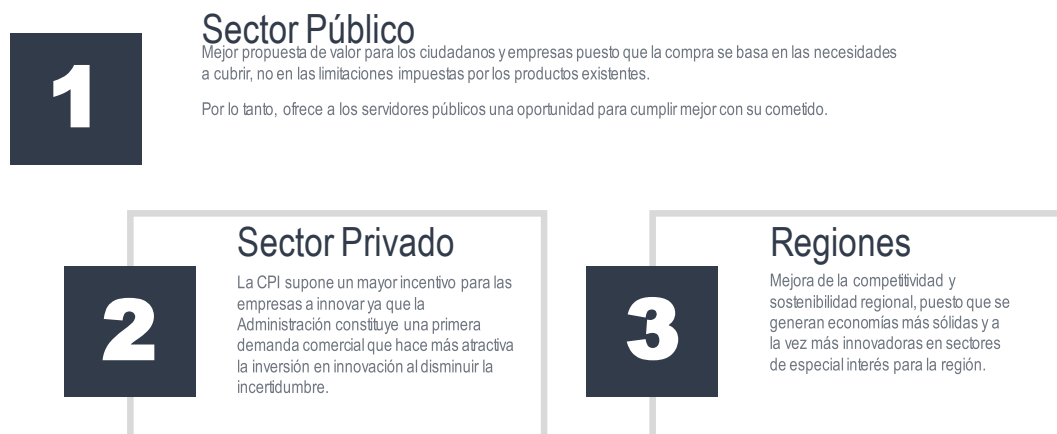 1
Sector Público
Mejor propuesta de valor para los ciudadanos y empresas puesto que la compra se basa en las necesidades
a cubrir, no en las limitaciones impuestas por los productos existentes.
Por lo tanto, ofrece a los servidores públicos una oportunidad para cumplir mejor con su cometido.
2
Sector Privado
La CPI supone un mayor incentivo para las
empresas a innovar ya que la
Administración constituye una primera
demanda comercial que hace más atractiva
la inversión en innovación al disminuir la
incertidumbre.
3
Regiones
Mejora de la competitividad y
sostenibilidad regional, puesto que se
generan economías más sólidas y a
la vez más innovadoras en sectores
de especial interés para la región.